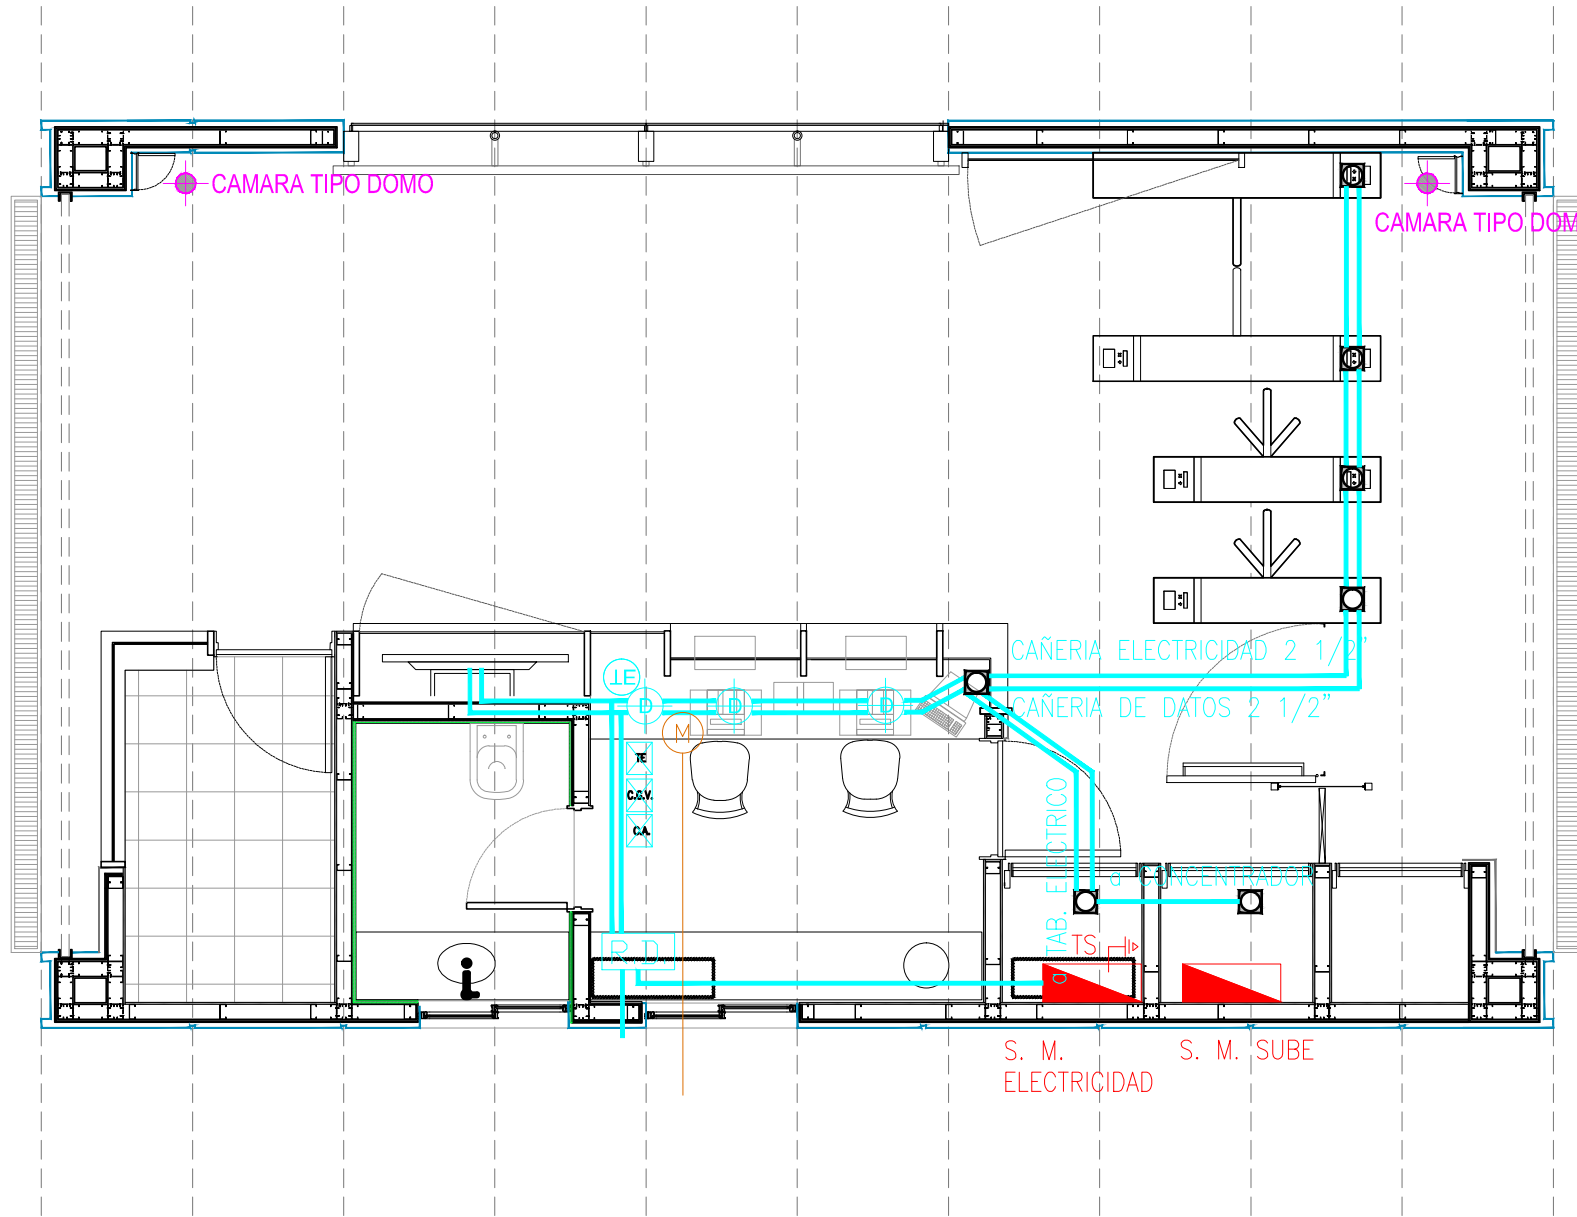 CAMARA TIPO DOMO
CAMARA TIPO DOM
CAÑERIA ELECTRICIDAD 2 1/2"
CAÑERIA DE DATOS 2 1/2"
TE
D
D
D
M
TE
C.C.V.
C.A.
a TAB. ELECTRICO
a CONCENTRADOR
R.D.
TS
S. M.
ELECTRICIDAD
S. M. SUBE